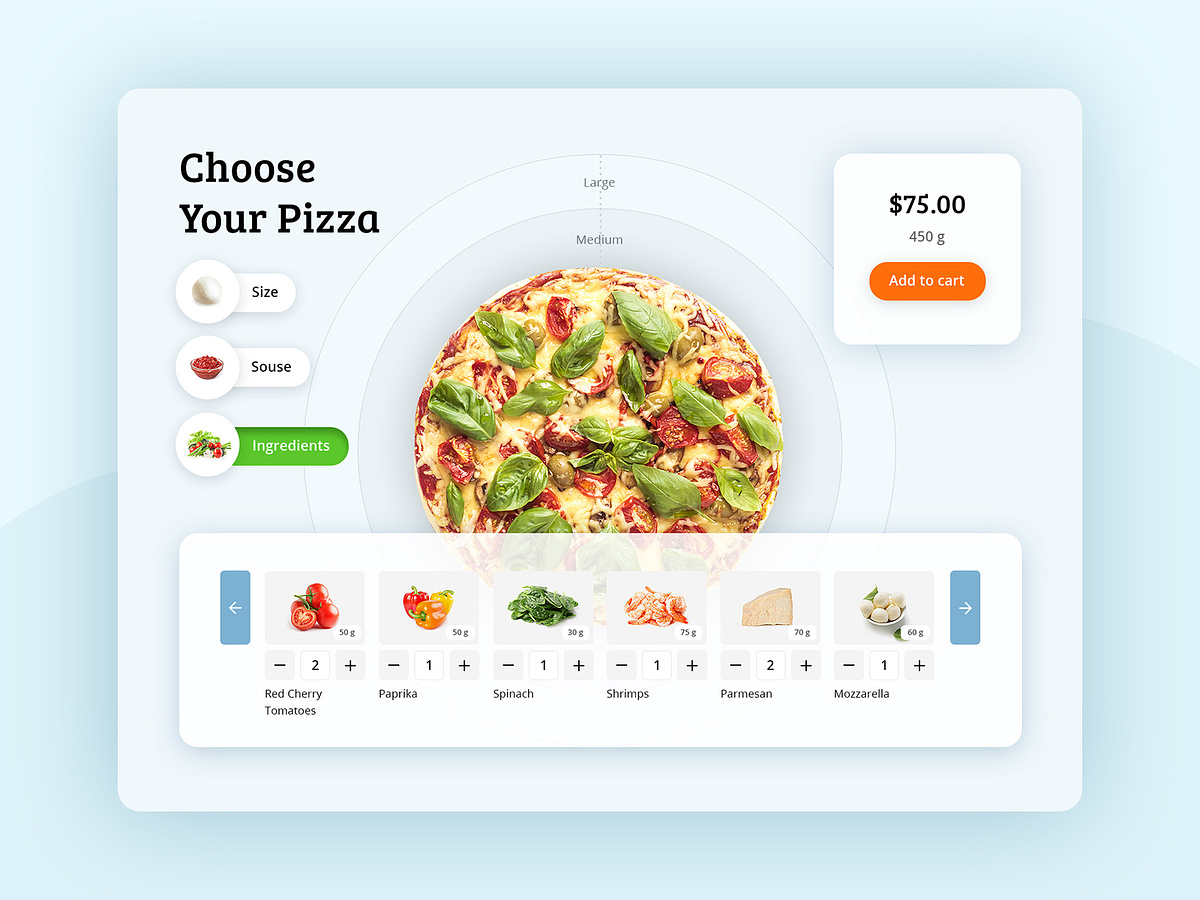 Choose
Your Pizza
Size
Souse
Ingredients
Large
Medium
$75.00
450 g
Add to cart
50 g
50 g
30 g
75 g
70 g
60 g
2
1
1
1
2
1
Red Cherry
Tomatoes
Paprika
Spinach
Shrimps
Parmesan
Mozzarella